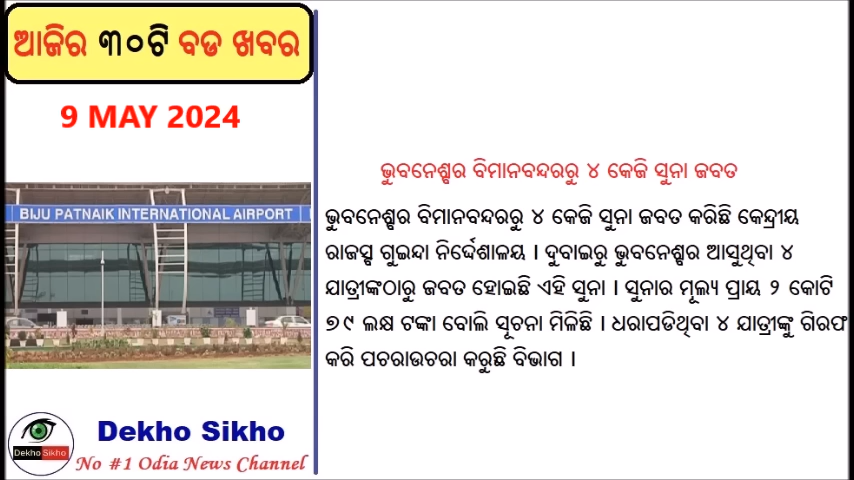 ଆଜିର ୩୦ଟି ବଡ ଖବର
9 MAY 2024
BIJU PATNAIK INTERNATIONAL AIRPORT
Dekho Sikho
Dekho Sikho
No #1 Odia News Channel
ଭୁବନେଶ୍ବର ବିମାନବନ୍ଦରରୁ ୪ କେଜି ସୁନା ଜବତ
ଭୁବନେଶ୍ବର ବିମାନବନ୍ଦରରୁ ୪ କେଜି ସୁନା ଜବତ କରିଛି କେନ୍ଦ୍ରୀୟ
ରାଜସ୍ବ ଗୁଇନ୍ଦା ନିର୍ଦ୍ଦେଶାଳୟ । ଦୁବାଇରୁ ଭୁବନେଶ୍ବର ଆସୁଥିବା ୪
ଯାତ୍ରୀଙ୍କଠାରୁ ଜବତ ହୋଇଛି ଏହି ସୁନା । ସୁନାର ମୂଲ୍ୟ ପ୍ରାୟ ୨ କୋଟି
୭୯ ଲକ୍ଷ ଟଙ୍କା ବୋଲି ସୂଚନା ମିଳିଛି । ଧରାପଡିଥିବା ୪ ଯାତ୍ରୀଙ୍କୁ ଗିରଫ
କରି ପଚରାଉଚରା କରୁଛି ବିଭାଗ ।